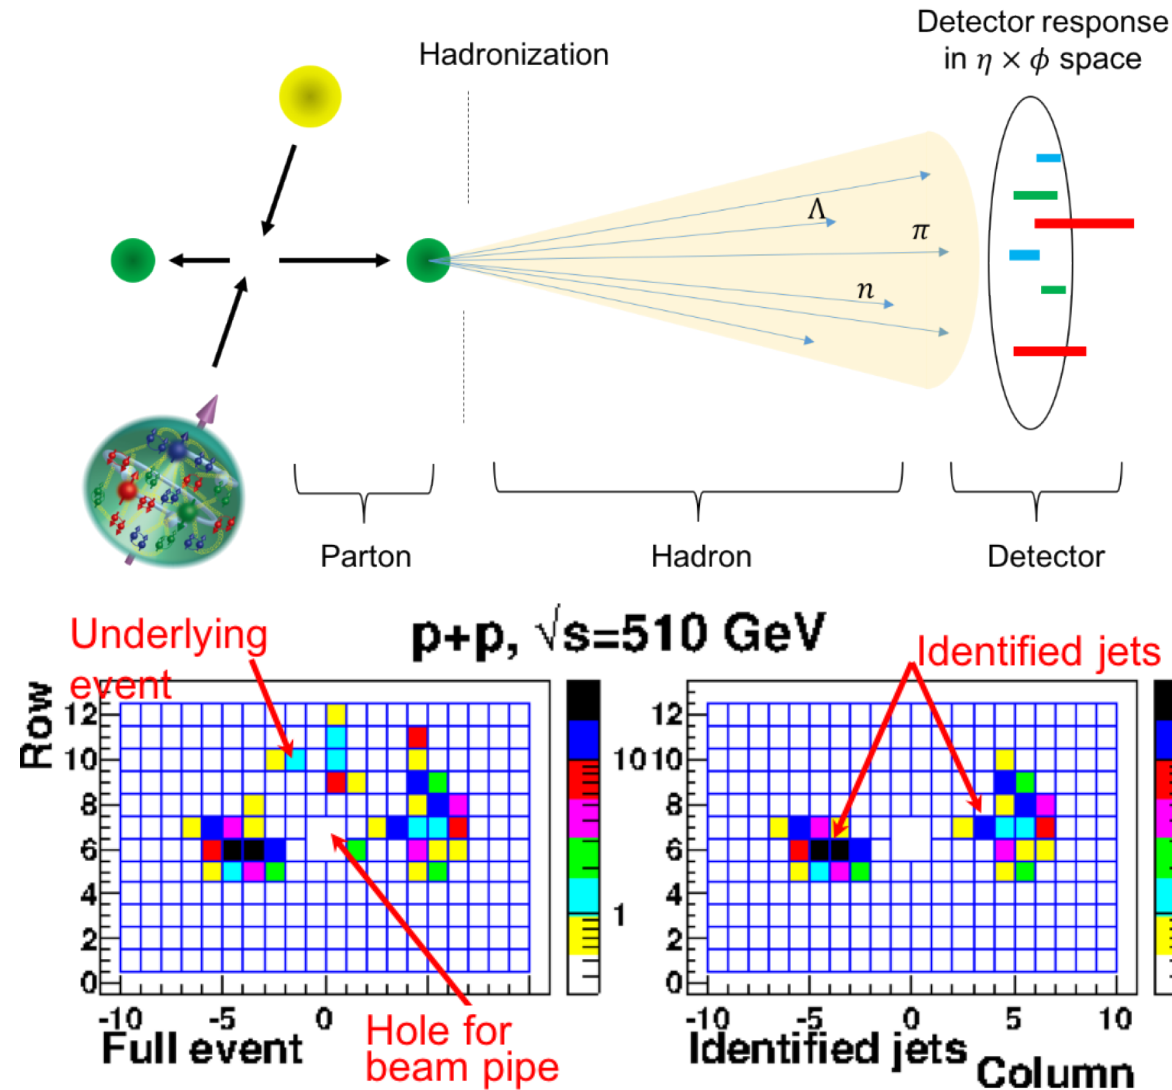 Hadronization
Detector response
in η × ϕ space
Λ
π
n
Parton
Hadron
Detector
Underlying
event
p+p, √s=510 GeV
Identified jets
Row
12
10
8
6
4
2
0
-10
-5
0
10
1
12
10
8
6
4
2
0
-10
-5
0
5
10
Full event
Hole for
beam pipe
Identified jets
Column